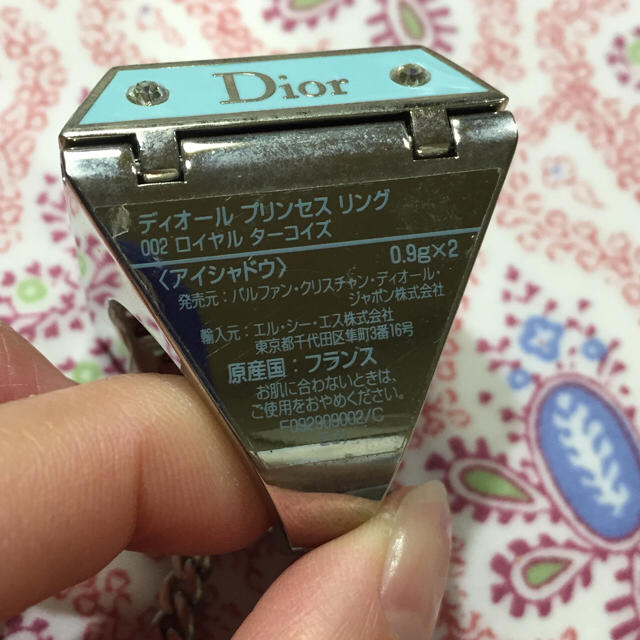 Dior
ディオール プリンセス リング
002 ロイヤル ターコイズ
〈アイシャドウ〉 0.9g×2
発売元：パルファン・クリスチャン・ディオール・
ジャポン株式会社
輸入元：エル・シー・エス株式会社
東京都千代田区隼町3番16号
原産国：フランス
お肌に合わないときは、
ご使用をおやめください。
F092909002/C